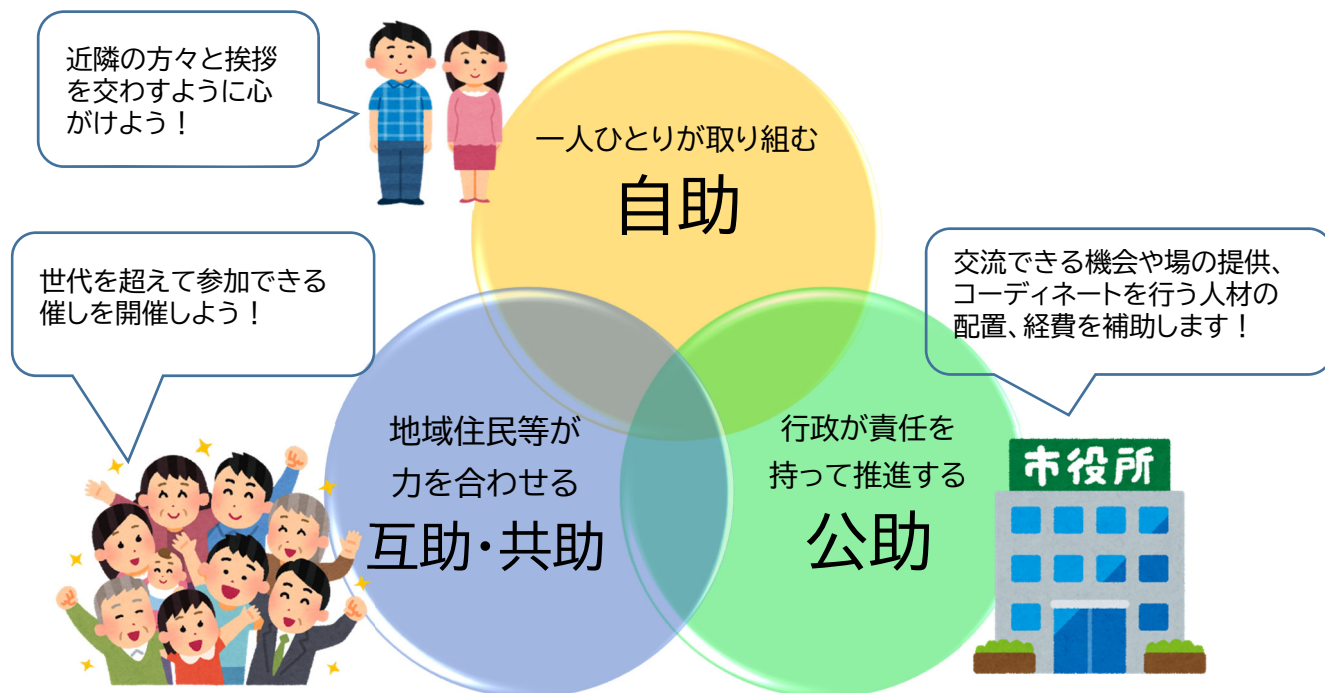 近隣の方々と挨拶
を交わすように心
がけよう！
一人ひとりが取り組む
自助
世代を超えて参加できる
催しを開催しよう！
交流できる機会や場の提供、
コーディネートを行う人材の
配置、経費を補助します！
地域住民等が
力を合わせる
互助・共助
行政が責任を
持って推進する
公助
市役所